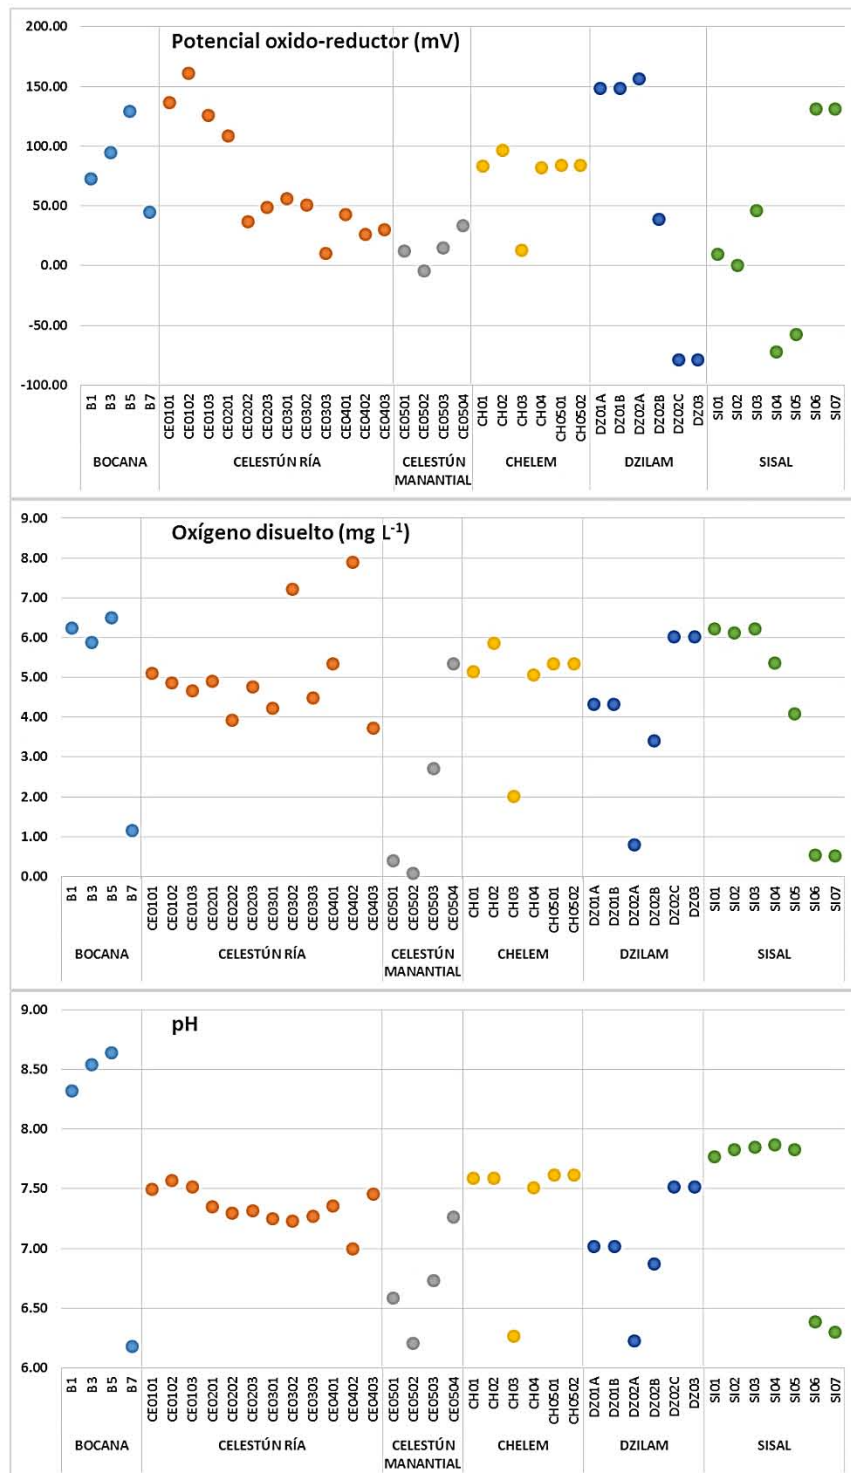 Potencial oxido-reductor (mV)
200.00
150.00
100.00
50.00
0.00
-50.00
-100.00
B1 B3 B5 B7 CE0101 CE0102 CE0103 CE0201 CE0202 CE0203 CE0301 CE0302 CE0303 CE0401 CE0402 CE0403 CE0501 CE0502 CE0503 CE0504 CH01 CH02 CH03 CH04 CH0501 CH0502 DZ01A DZ01B DZ02A DZ02B DZ02C DZ03 SI01 SI02 SI03 SI04 SI05 SI06 SI07
BOCANA CELESTÚN RÍA CELESTÚN MANANTIAL CHELEM DZILAM SISAL
Oxígeno disuelto (mg L-1)
9.00
8.00
7.00
6.00
5.00
4.00
3.00
2.00
1.00
0.00
B1 B3 B5 B7 CE0101 CE0102 CE0103 CE0201 CE0202 CE0203 CE0301 CE0302 CE0303 CE0401 CE0402 CE0403 CE0501 CE0502 CE0503 CE0504 CH01 CH02 CH03 CH04 CH0501 CH0502 DZ01A DZ01B DZ02A DZ02B DZ02C DZ03 SI01 SI02 SI03 SI04 SI05 SI06 SI07
BOCANA CELESTÚN RÍA CELESTÚN MANANTIAL CHELEM DZILAM SISAL
pH
9.00
8.50
8.00
7.50
7.00
6.50
6.00
B1 B3 B5 B7 CE0101 CE0102 CE0103 CE0201 CE0202 CE0203 CE0301 CE0302 CE0303 CE0401 CE0402 CE0403 CE0501 CE0502 CE0503 CE0504 CH01 CH02 CH03 CH04 CH0501 CH0502 DZ01A DZ01B DZ02A DZ02B DZ02C DZ03 SI01 SI02 SI03 SI04 SI05 SI06 SI07
BOCANA CELESTÚN RÍA CELESTÚN MANANTIAL CHELEM DZILAM SISAL